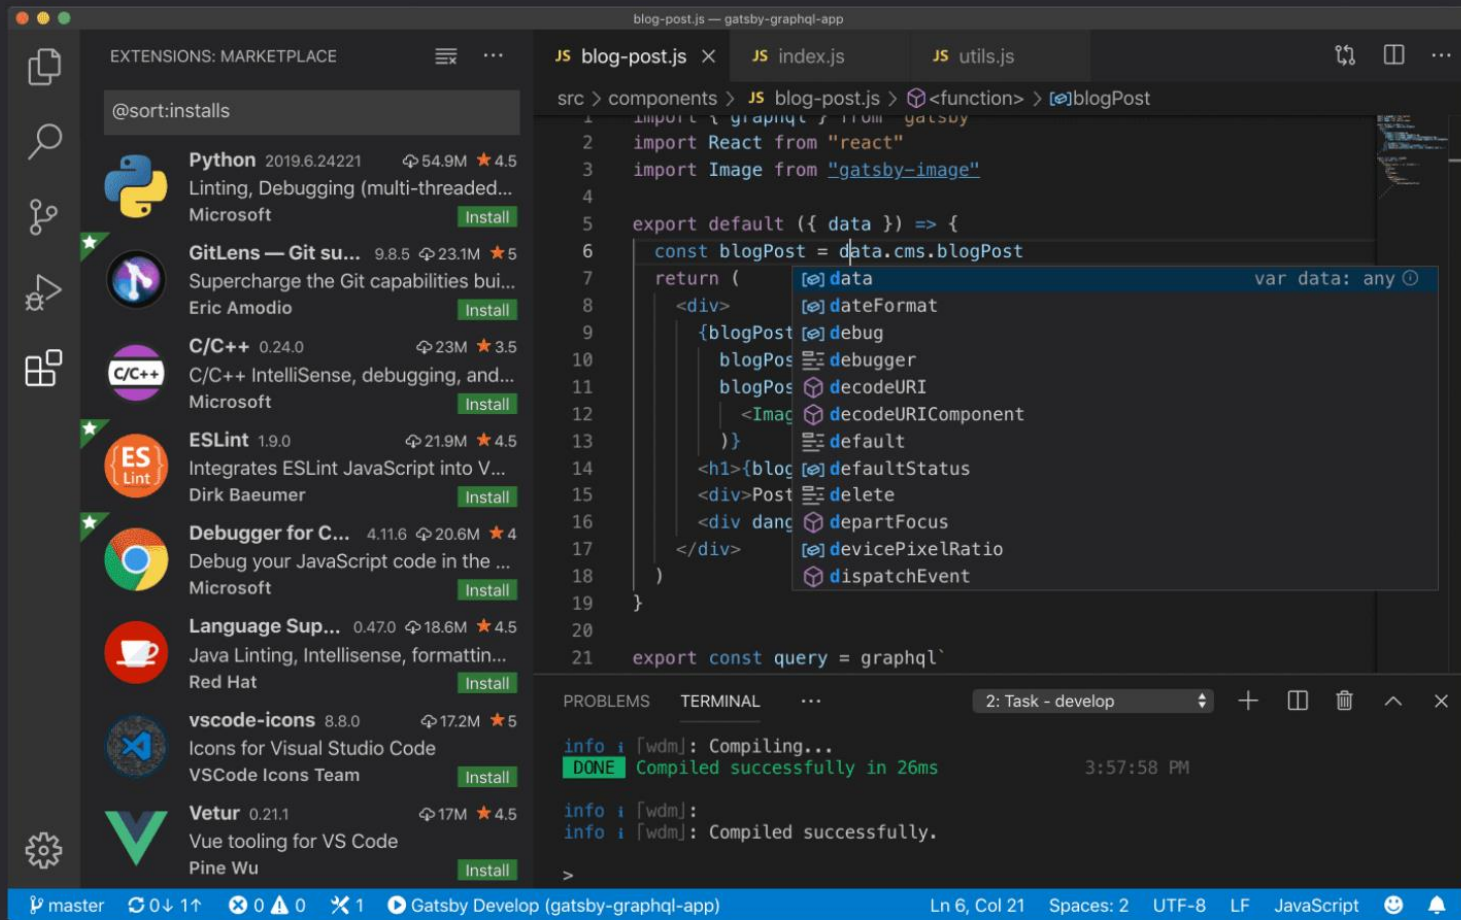 blog-post.js — gatsby-graphql-app
EXTENSIONS: MARKETPLACE
@sort:installs
Python 2019.6.24221 54.9M 4.5
Linting, Debugging (multi-threaded...
Microsoft Install
GitLens — Git su... 9.8.5 23.1M 5
Supercharge the Git capabilities bui...
Eric Amodio Install
C/C++
C/C++ 0.24.0 23M 3.5
C/C++ IntelliSense, debugging, and...
Microsoft Install
ES
Lint
ESLint 1.9.0 21.9M 4.5
Integrates ESLint JavaScript into V...
Dirk Baeumer Install
Debugger for C... 4.11.6 20.6M 4
Debug your JavaScript code in the ...
Microsoft Install
Language Sup... 0.47.0 18.6M 4.5
Java Linting, Intellisense, formattin...
Red Hat Install
vscode-icons 8.8.0 17.2M 5
Icons for Visual Studio Code
VSCode Icons Team Install
Vetur 0.21.1 17M 4.5
Vue tooling for VS Code
Pine Wu Install
JS blog-post.js JS index.js JS utils.js
src > components > JS blog-post.js > <function> > blogPost
1 import { graphql } from "gatsby"
2 import React from "react"
3 import Image from "gatsby-image"
4
5 export default ({ data }) => {
6 const blogPost = data.cms.blogPost
7 return (
8 <div>
9 {blogPost
10 blogPos
11 blogPos
12 <Imag
13 )}
14 <h1>{blog
15 <div>Post
16 <div dang
17 </div>
18 )
19 }
20
21 export const query = graphql`
data var data: any
dateFormat
debug
debugger
decodeURI
decodeURIComponent
default
defaultStatus
delete
departFocus
devicePixelRatio
dispatchEvent
PROBLEMS TERMINAL ··· 2: Task - develop
info i ｢wdm｣: Compiling...
DONE Compiled successfully in 26ms 3:57:58 PM
info i ｢wdm｣:
info i ｢wdm｣: Compiled successfully.
>
master 0↓ 1↑ 0 0 1 Gatsby Develop (gatsby-graphql-app) Ln 6, Col 21 Spaces: 2 UTF-8 LF JavaScript